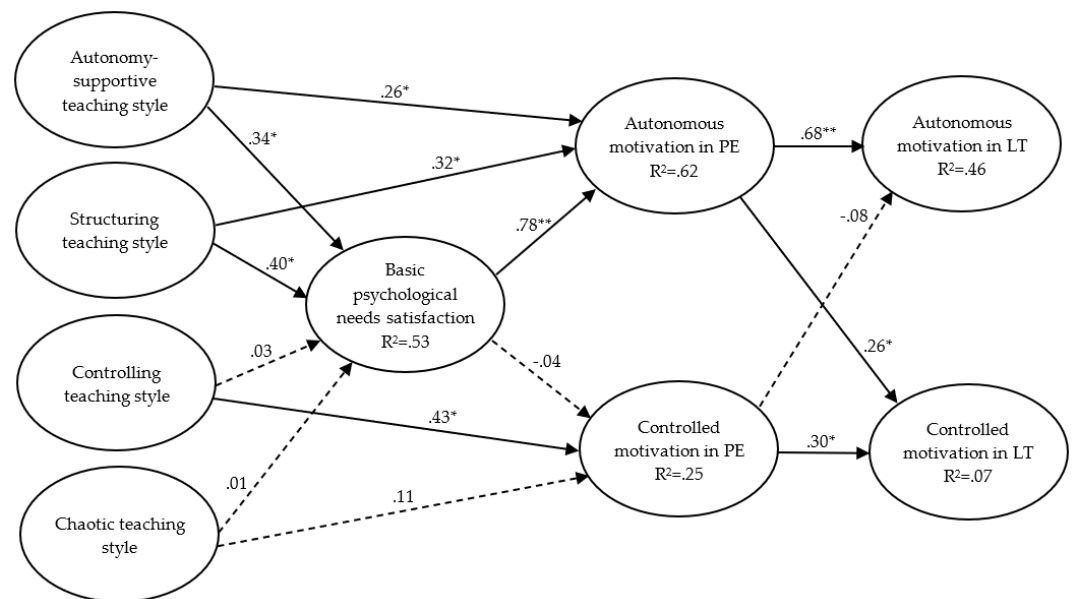 Autonomy-
supportive
teaching style
.26*
.34*
Structuring
teaching style
.32*
.40*
Controlling
teaching style
.03
.43*
Chaotic teaching
style
.01
.11
Basic
psychological
needs satisfaction
R²=.53
.78**
-.04
Autonomous
motivation in PE
R²=.62
.68**
.26*
Controlled
motivation in PE
R²=.25
-.08
.30*
Autonomous
motivation in LT
R²=.46
Controlled
motivation in LT
R²=.07